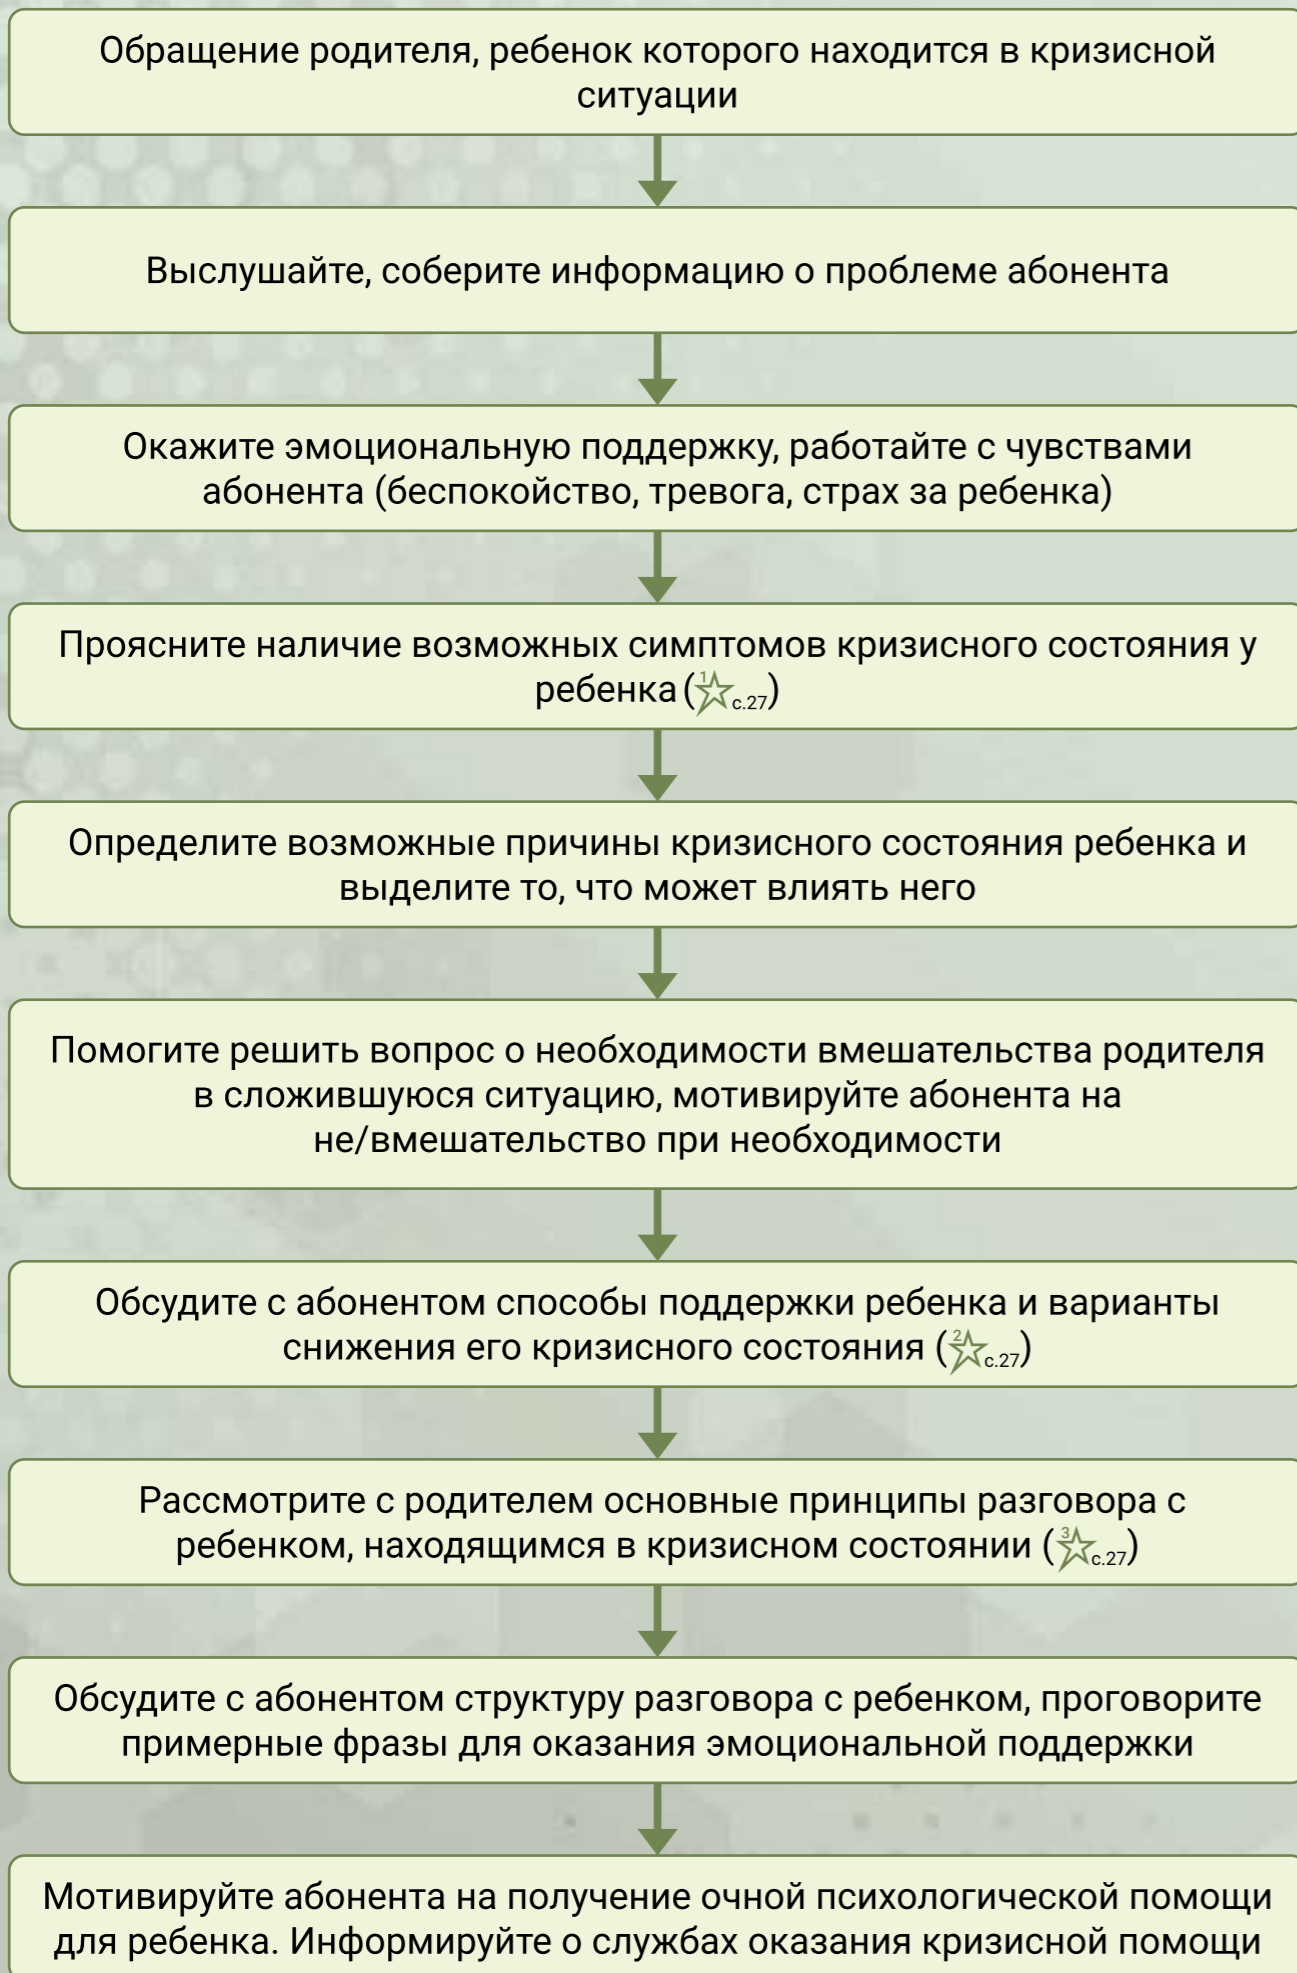 Обращение родителя, ребенок которого находится в кризисной
ситуации
Выслушайте, соберите информацию о проблеме абонента
Окажите эмоциональную поддержку, работайте с чувствами
абонента (беспокойство, тревога, страх за ребенка)
Проясните наличие возможных симптомов кризисного состояния у
ребенка (1 с.27)
Определите возможные причины кризисного состояния ребенка и
выделите то, что может влиять него
Помогите решить вопрос о необходимости вмешательства родителя
в сложившуюся ситуацию, мотивируйте абонента на
не/вмешательство при необходимости
Обсудите с абонентом способы поддержки ребенка и варианты
снижения его кризисного состояния (2 с.27)
Рассмотрите с родителем основные принципы разговора с
ребенком, находящимся в кризисном состоянии (3 с.27)
Обсудите с абонентом структуру разговора с ребенком, проговорите
примерные фразы для оказания эмоциональной поддержки
Мотивируйте абонента на получение очной психологической помощи
для ребенка. Информируйте о службах оказания кризисной помощи